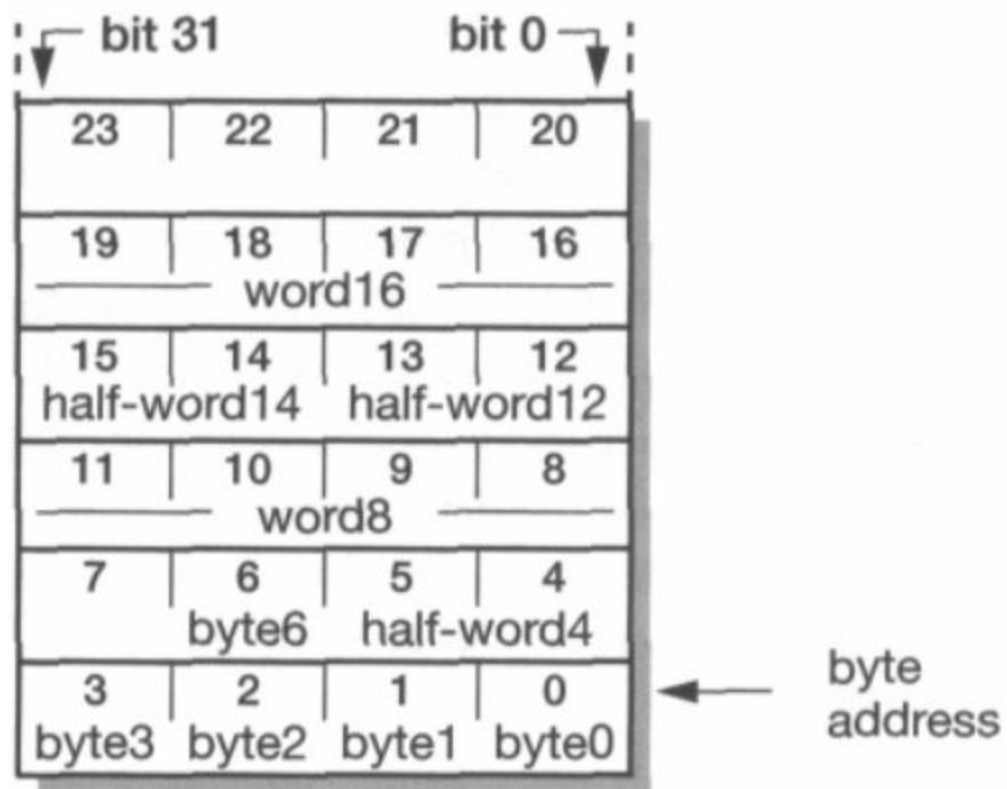 bit 31 bit 0
23 22 21 20
19 18 17 16
word16
15 14 13 12
half-word14 half-word12
11 10 9 8
word8
7 6 5 4
byte6 half-word4
3 2 1 0
byte3 byte2 byte1 byte0
byte
address